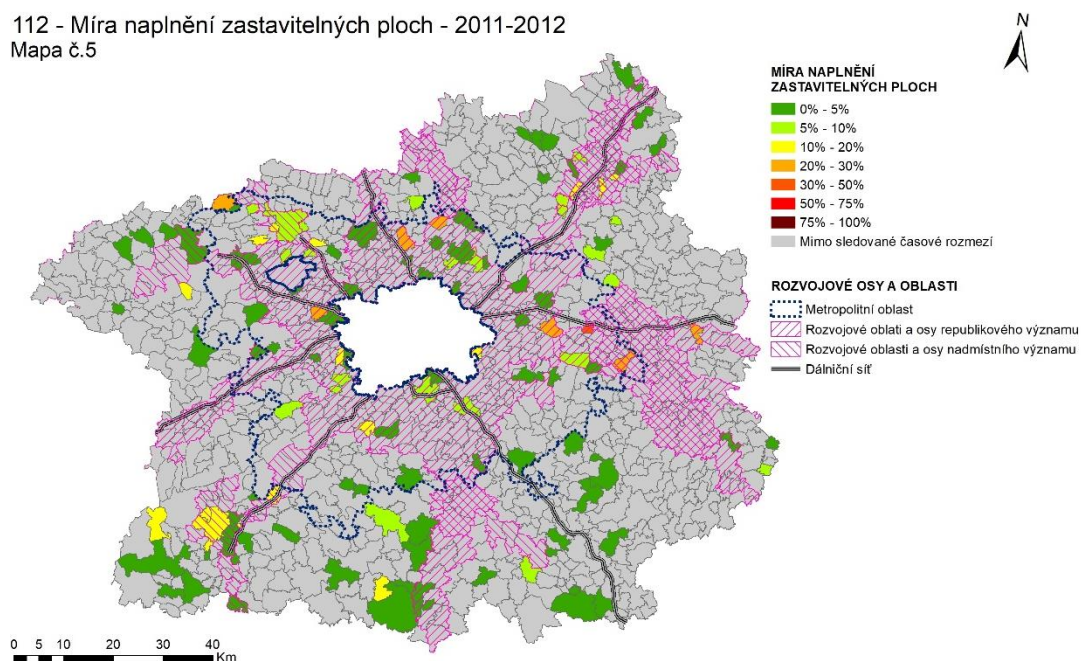 112 - Míra naplnění zastavitelných ploch - 2011-2012
Mapa č.5
N
MÍRA NAPLNĚNÍ
ZASTAVITELNÝCH PLOCH
0% - 5%
5% - 10%
10% - 20%
20% - 30%
30% - 50%
50% - 75%
75% - 100%
Mimo sledované časové rozmezí
ROZVOJOVÉ OSY A OBLASTI
Metropolitní oblast
Rozvojové oblati a osy republikového významu
Rozvojové oblasti a osy nadmístního významu
Dálniční síť
0 5 10 20 30 40
Km